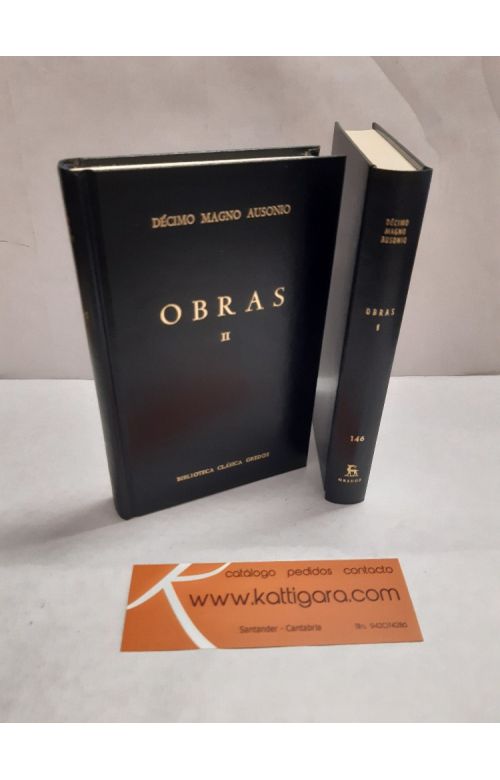 DÉCIMO MAGNO AUSONIO
OBRAS
II
BIBLIOTECA CLÁSICA GREDOS
DÉCIMO
MAGNO
AUSONIO
OBRAS
146
GREDOS
catálogo pedidos contacto
www.kattigara.com
Santander - Cantabria